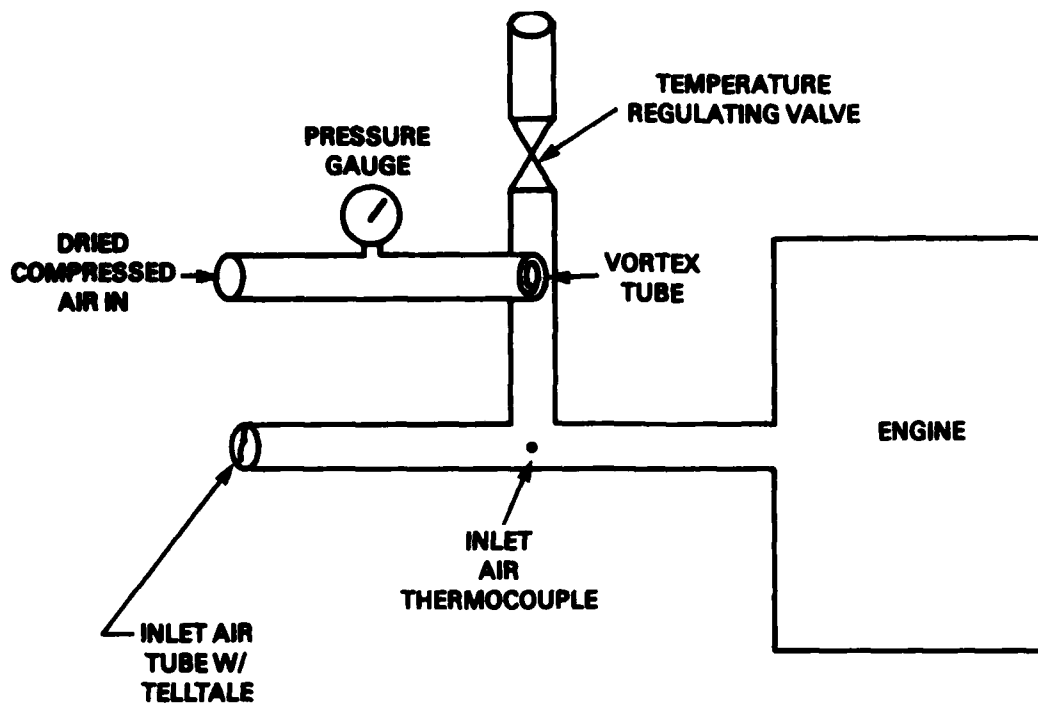 TEMPERATURE
REGULATING VALVE
PRESSURE
GAUGE
DRIED
COMPRESSED
AIR IN
VORTEX
TUBE
ENGINE
INLET
AIR
THERMOCOUPLE
INLET AIR
TUBE W/
TELLTALE